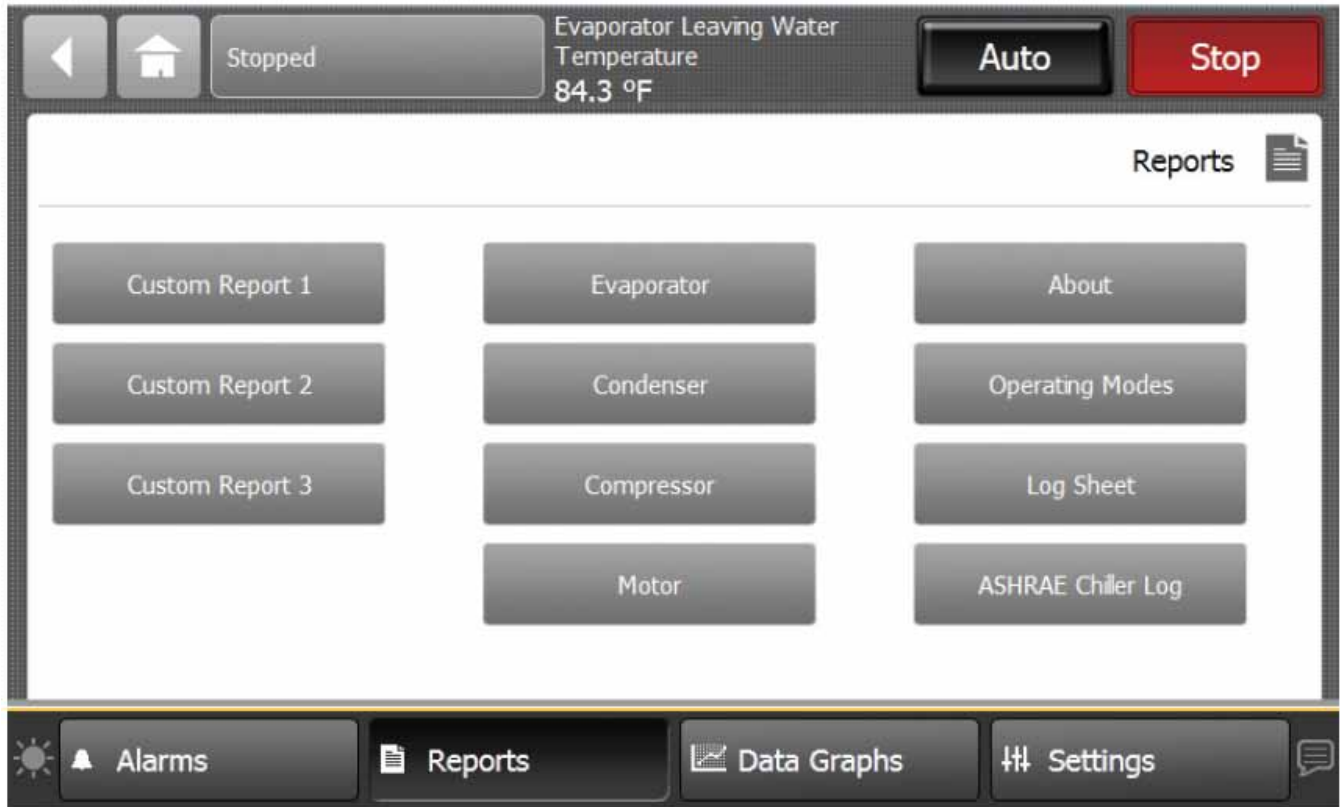 Stopped
Evaporator Leaving Water
Temperature
84.3 ºF
Auto
Stop
Reports
Custom Report 1
Evaporator
About
Custom Report 2
Condenser
Operating Modes
Custom Report 3
Compressor
Log Sheet
Motor
ASHRAE Chiller Log
Alarms
Reports
Data Graphs
Settings